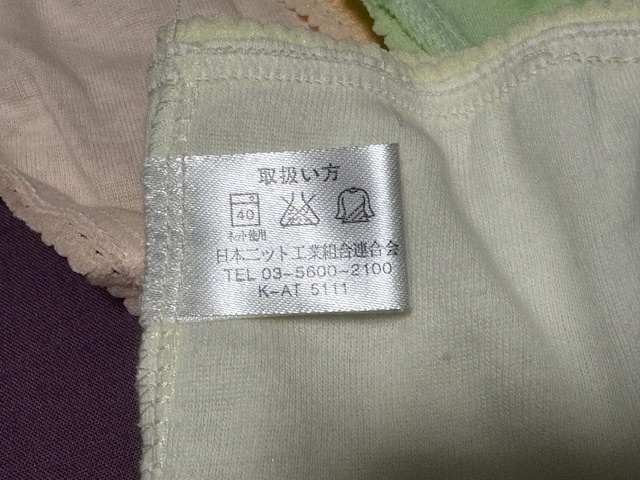 取扱い方
40
ネット使用
日本ニット工業組合連合会
TEL 03-5600-2100
K-AT 5111